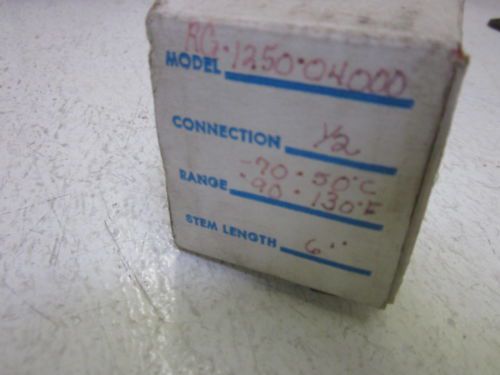 MODEL RG·1250·04000
CONNECTION 1/2
-70·50°C
RANGE -90·130°F
STEM LENGTH 6"